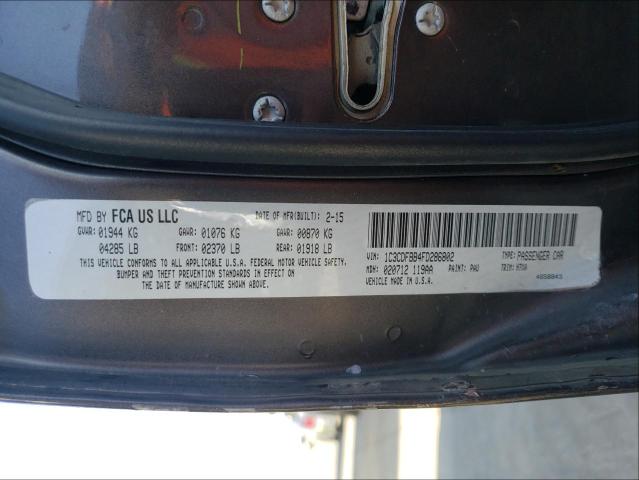 MFD BY FCA US LLC DATE OF MFR(BUILT): 2-15
GVWR: 01944 KG GAWR: 01076 KG GAWR: 00870 KG
04285 LB FRONT: 02370 LB REAR: 01918 LB
THIS VEHICLE CONFORMS TO ALL APPLICABLE U.S.A. FEDERAL MOTOR VEHICLE SAFETY,
BUMPER AND THEFT PREVENTION STANDARDS IN EFFECT ON
THE DATE OF MANUFACTURE SHOWN ABOVE.
VIN: 1C3CDFBB4FD286802 TYPE: PASSENGER CAR
MDH: 020712 119AA PAINT: PAU TRIM:
VEHICLE MADE IN U.S.A.